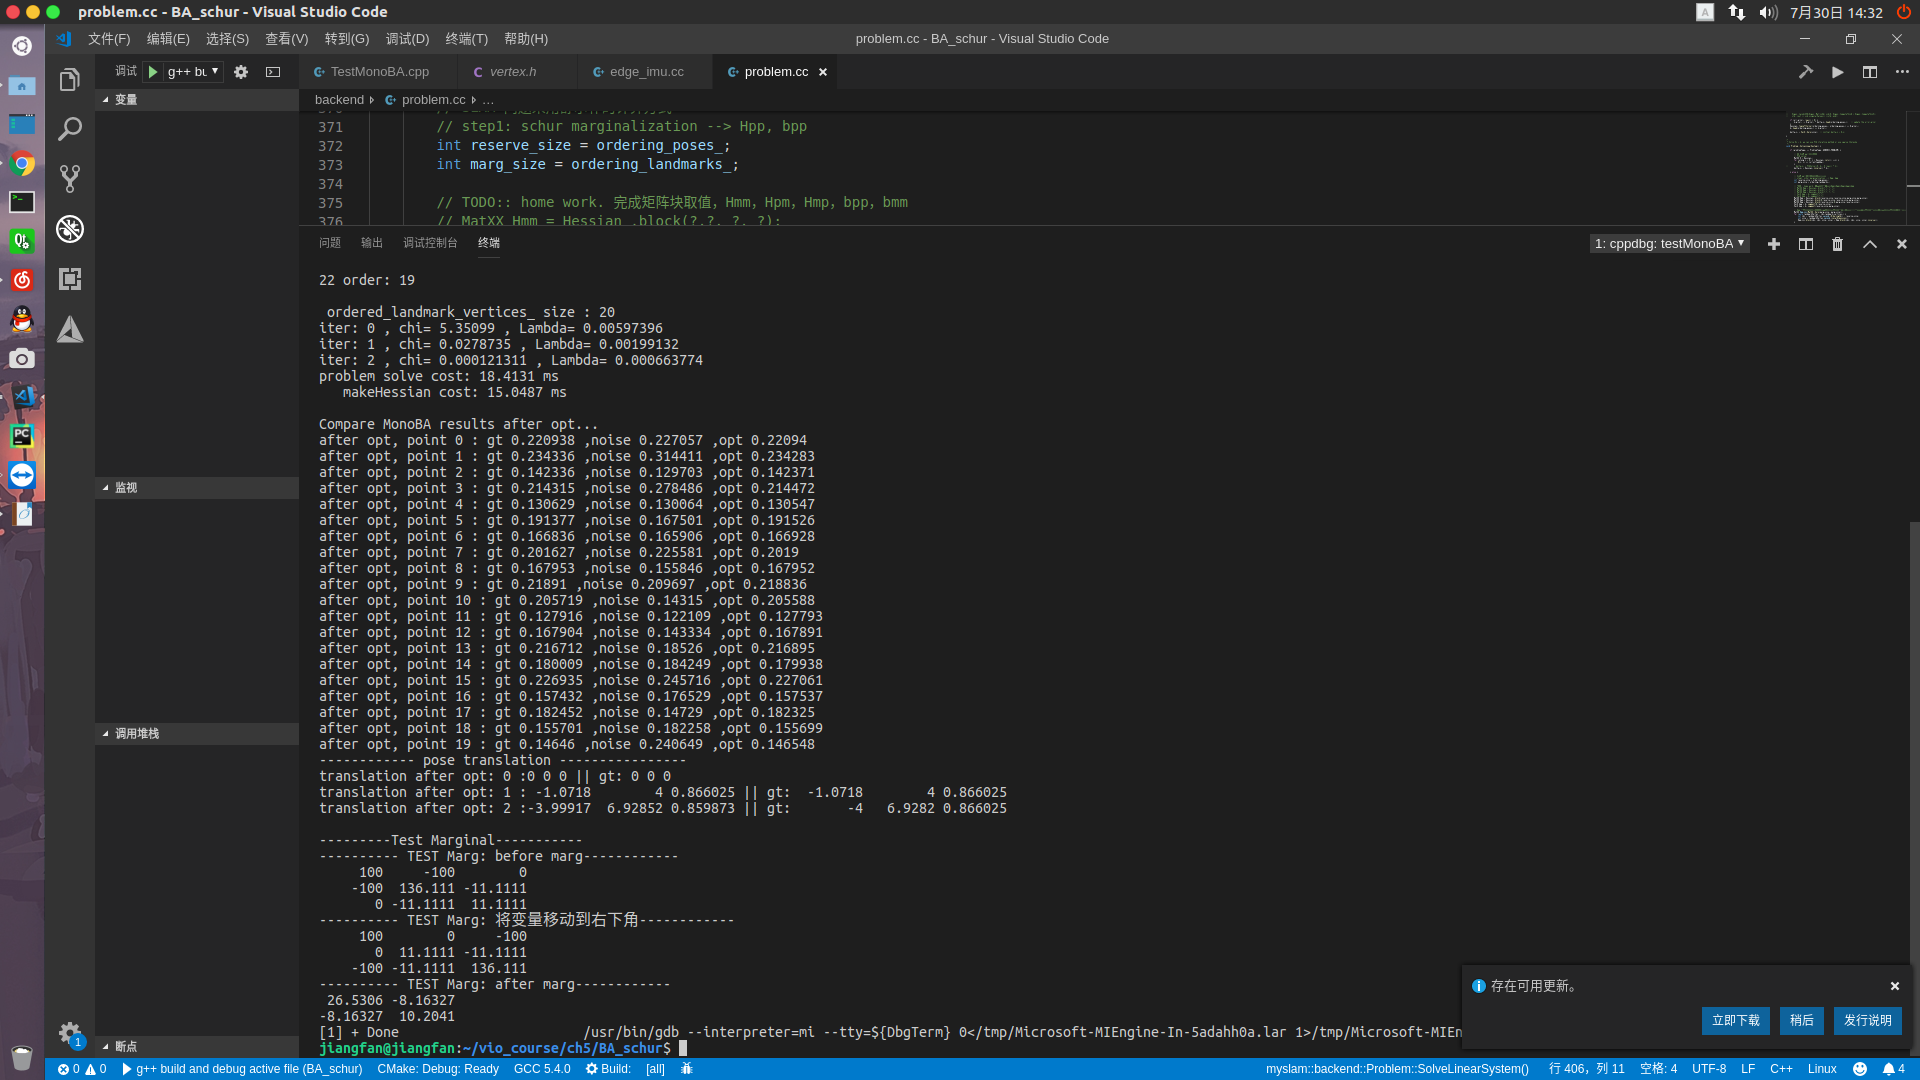 problem.cc - BA_schur - Visual Studio Code
7月30日 14:32
文件(F) 编辑(E) 选择(S) 查看(V) 转到(G) 调试(D) 终端(T) 帮助(H)
problem.cc - BA_schur - Visual Studio Code
调试 g++ bu
TestMonoBA.cpp vertex.h edge_imu.cc problem.cc
变量
backend problem.cc …
371 // step1: schur marginalization --> Hpp, bpp
372 int reserve_size = ordering_poses_;
373 int marg_size = ordering_landmarks_;
374
375 // TODO:: home work. 完成矩阵块取值，Hmm，Hpm，Hmp，bpp，bmm
376 // MatXX Hmm = Hessian_.block(?,?, ?, ?);
问题 输出 调试控制台 终端
1: cppdbg: testMonoBA
22 order: 19
ordered_landmark_vertices_ size : 20
iter: 0 , chi= 5.35099 , Lambda= 0.00597396
iter: 1 , chi= 0.0278735 , Lambda= 0.00199132
iter: 2 , chi= 0.000121311 , Lambda= 0.000663774
problem solve cost: 18.4131 ms
makeHessian cost: 15.0487 ms
Compare MonoBA results after opt...
after opt, point 0 : gt 0.220938 ,noise 0.227057 ,opt 0.22094
after opt, point 1 : gt 0.234336 ,noise 0.314411 ,opt 0.234283
after opt, point 2 : gt 0.142336 ,noise 0.129703 ,opt 0.142371
after opt, point 3 : gt 0.214315 ,noise 0.278486 ,opt 0.214472
after opt, point 4 : gt 0.130629 ,noise 0.130064 ,opt 0.130547
after opt, point 5 : gt 0.191377 ,noise 0.167501 ,opt 0.191526
after opt, point 6 : gt 0.166836 ,noise 0.165906 ,opt 0.166928
after opt, point 7 : gt 0.201627 ,noise 0.225581 ,opt 0.2019
after opt, point 8 : gt 0.167953 ,noise 0.155846 ,opt 0.167952
after opt, point 9 : gt 0.21891 ,noise 0.209697 ,opt 0.218836
after opt, point 10 : gt 0.205719 ,noise 0.14315 ,opt 0.205588
after opt, point 11 : gt 0.127916 ,noise 0.122109 ,opt 0.127793
after opt, point 12 : gt 0.167904 ,noise 0.143334 ,opt 0.167891
after opt, point 13 : gt 0.216712 ,noise 0.18526 ,opt 0.216895
after opt, point 14 : gt 0.180009 ,noise 0.184249 ,opt 0.179938
after opt, point 15 : gt 0.226935 ,noise 0.245716 ,opt 0.227061
after opt, point 16 : gt 0.157432 ,noise 0.176529 ,opt 0.157537
after opt, point 17 : gt 0.182452 ,noise 0.14729 ,opt 0.182325
after opt, point 18 : gt 0.155701 ,noise 0.182258 ,opt 0.155699
after opt, point 19 : gt 0.14646 ,noise 0.240649 ,opt 0.146548
------------ pose translation ----------------
translation after opt: 0 :0 0 0 || gt: 0 0 0
translation after opt: 1 : -1.0718 4 0.866025 || gt: -1.0718 4 0.866025
translation after opt: 2 :-3.99917 6.92852 0.859873 || gt: -4 6.9282 0.866025
---------Test Marginal-----------
---------- TEST Marg: before marg------------
100 -100 0
-100 136.111 -11.1111
0 -11.1111 11.1111
---------- TEST Marg: 将变量移动到右下角------------
100 0 -100
0 11.1111 -11.1111
-100 -11.1111 136.111
---------- TEST Marg: after marg------------
26.5306 -8.16327
-8.16327 10.2041
[1] + Done /usr/bin/gdb --interpreter=mi --tty=${DbgTerm} 0</tmp/Microsoft-MIEngine-In-5adahh0a.lar 1>/tmp/Microsoft-MIEn
jiangfan@jiangfan:~/vio_course/ch5/BA_schur$
监视
调用堆栈
断点
存在可用更新。
立即下载 稍后 发行说明
1
0 0 g++ build and debug active file (BA_schur) CMake: Debug: Ready GCC 5.4.0 Build: [all]
myslam::backend::Problem::SolveLinearSystem() 行 406，列 11 空格: 4 UTF-8 LF C++ Linux 4